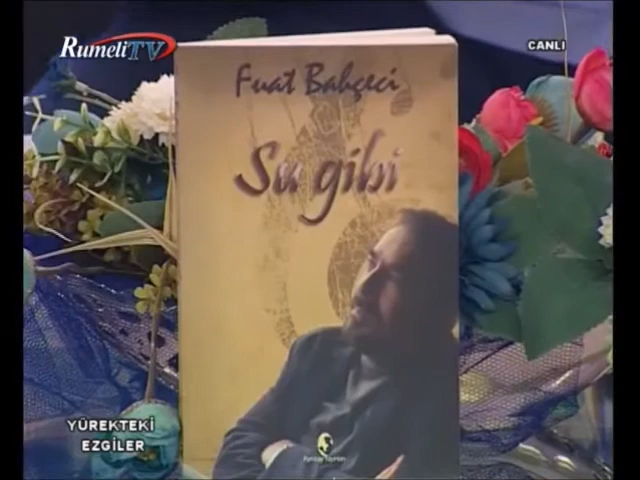 RumeliTV
CANLI
Fuat Bahçeci
Su gibi
YÜREKTEKİ
EZGİLER